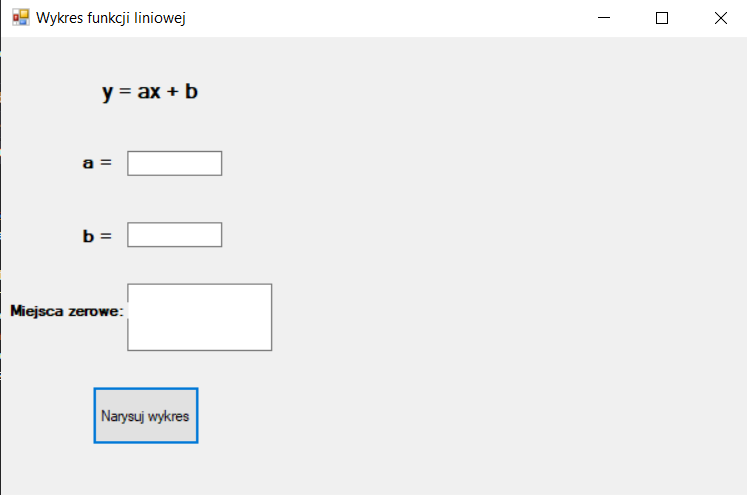 Wykres funkcji liniowej
y = ax + b
a =
b =
Miejsca zerowe:
Narysuj wykres